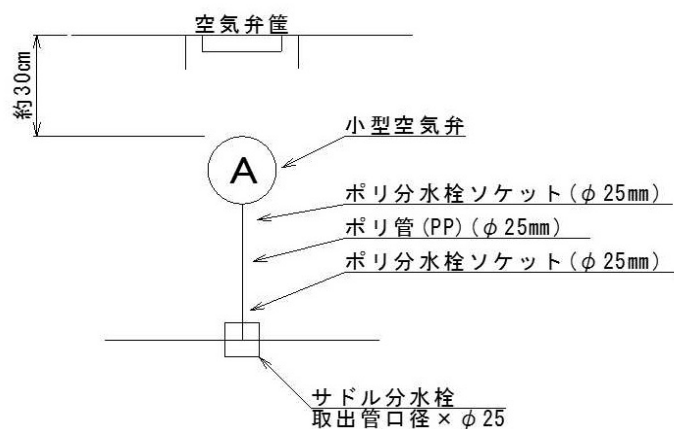 空気弁筐
約30cm
小型空気弁
A
ポリ分水栓ソケット(φ25mm)
ポリ管(PP)(φ25mm)
ポリ分水栓ソケット(φ25mm)
サドル分水栓
取出管口径×φ25